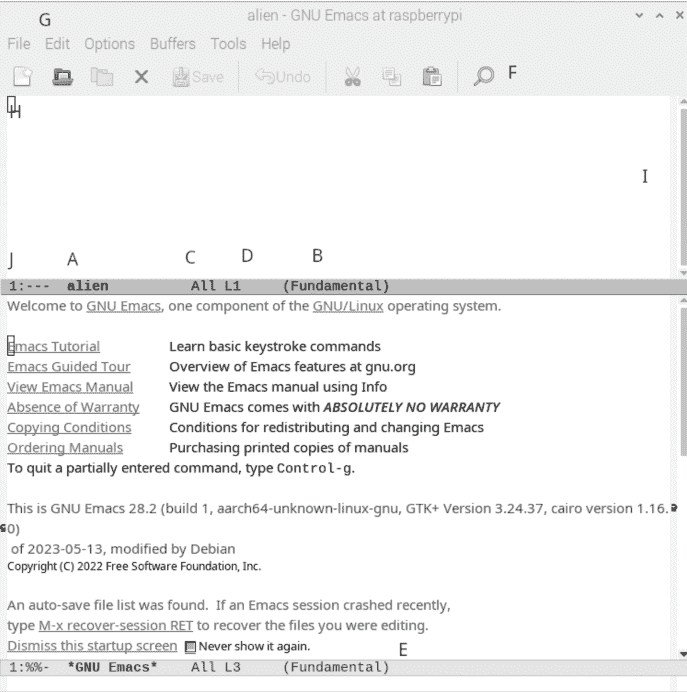 G
alien - GNU Emacs at raspberrypi
File Edit Options Buffers Tools Help
Save Undo F
H
I
J A C D B
1:--- alien All L1 (Fundamental)
Welcome to GNU Emacs, one component of the GNU/Linux operating system.
Emacs Tutorial Learn basic keystroke commands
Emacs Guided Tour Overview of Emacs features at gnu.org
View Emacs Manual View the Emacs manual using Info
Absence of Warranty GNU Emacs comes with ABSOLUTELY NO WARRANTY
Copying Conditions Conditions for redistributing and changing Emacs
Ordering Manuals Purchasing printed copies of manuals
To quit a partially entered command, type Control-g.
This is GNU Emacs 28.2 (build 1, aarch64-unknown-linux-gnu, GTK+ Version 3.24.37, cairo version 1.16.
0)
of 2023-05-13, modified by Debian
Copyright (C) 2022 Free Software Foundation, Inc.
An auto-save file list was found. If an Emacs session crashed recently,
type M-x recover-session RET to recover the files you were editing.
Dismiss this startup screen Never show it again.
E
1:%%- *GNU Emacs* All L3 (Fundamental)